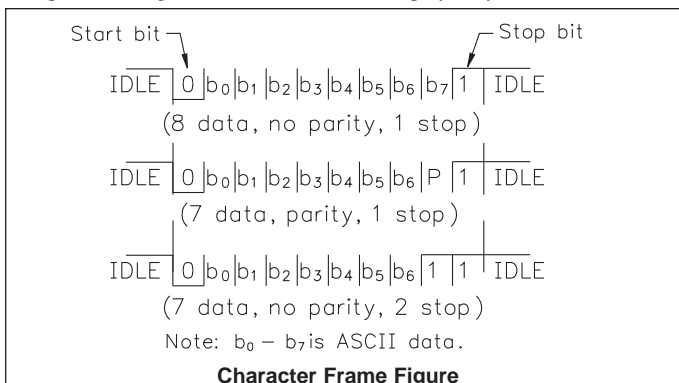 Start bit Stop bit
IDLE 0 b₀ b₁ b₂ b₃ b₄ b₅ b₆ b₇ 1 IDLE
(8 data, no parity, 1 stop)
IDLE 0 b₀ b₁ b₂ b₃ b₄ b₅ b₆ P 1 IDLE
(7 data, parity, 1 stop)
IDLE 0 b₀ b₁ b₂ b₃ b₄ b₅ b₆ 1 1 IDLE
(7 data, no parity, 2 stop)
Note: b₀ – b₇ is ASCII data.
Character Frame Figure